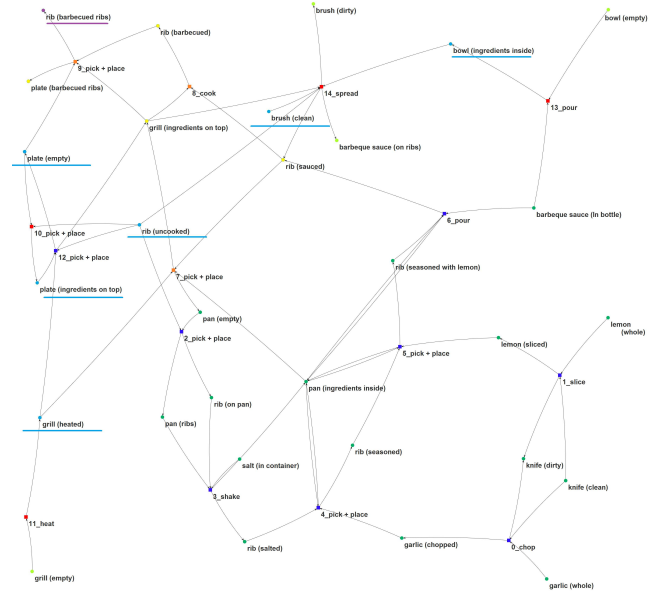 rib (barbecued ribs)
brush (dirty)
bowl (empty)
rib (barbecued)
bowl (ingredients inside)
9_pick + place
plate (barbecued ribs)
8_cook
14_spread
13_pour
brush (clean)
grill (ingredients on top)
barbeque sauce (on ribs)
plate (empty)
rib (sauced)
barbeque sauce (In bottle)
6_pour
10_pick + place
rib (uncooked)
12_pick + place
rib (seasoned with lemon)
7_pick + place
plate (ingredients on top)
pan (empty)
lemon
(whole)
2_pick + place
lemon (sliced)
5_pick + place
1_slice
pan (ingredients inside)
rib (on pan)
pan (ribs)
grill (heated)
rib (seasoned)
salt (in container)
knife (dirty)
knife (clean)
3_shake
4_pick + place
11_heat
rib (salted)
garlic (chopped)
0_chop
grill (empty)
garlic (whole)